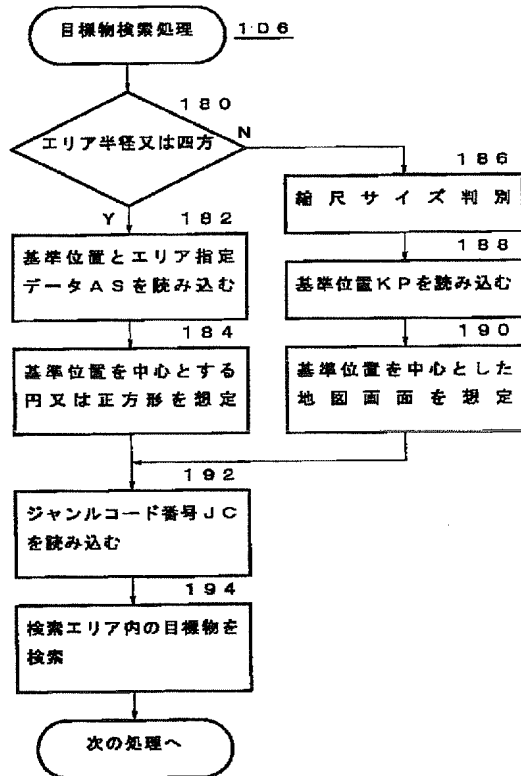 目標物検索処理
106
180
エリア半径又は四方
N
Y
182
基準位置とエリア指定
データASを読み込む
184
基準位置を中心とする
円又は正方形を想定
186
縮尺サイズ判別
188
基準位置KPを読み込む
190
基準位置を中心とした
地図画面を想定
192
ジャンルコード番号JC
を読み込む
194
検索エリア内の目標物を
検索
次の処理へ